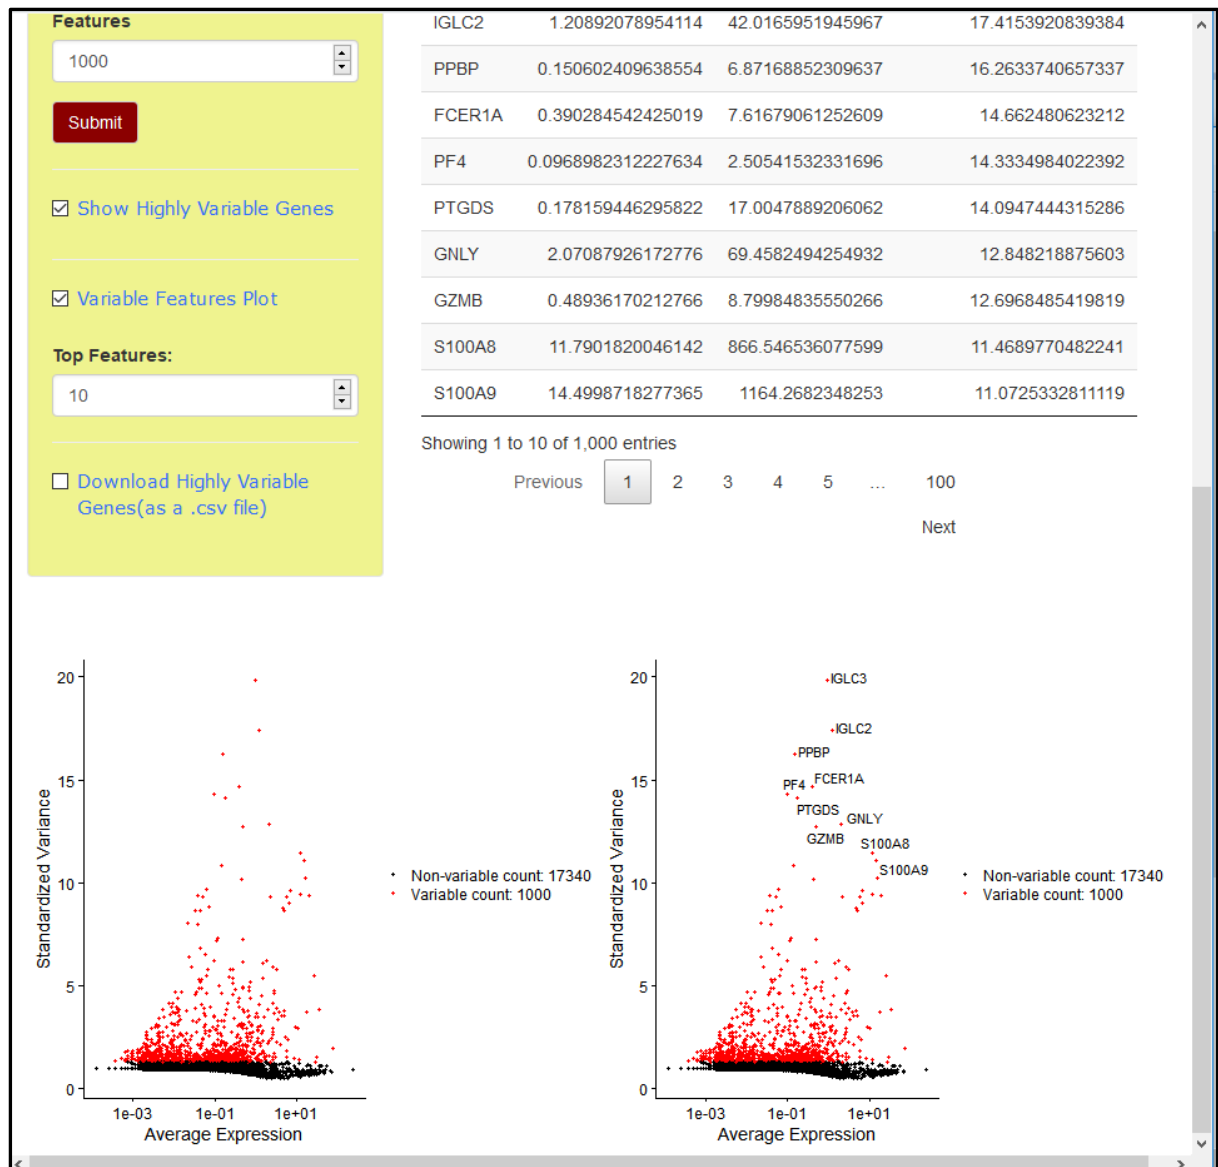 Features
1000
Submit
Show Highly Variable Genes
Variable Features Plot
Top Features:
10
Download Highly Variable
Genes(as a .csv file)
IGLC2 1.20892078954114 42.0165951945967 17.4153920839384
PPBP 0.150602409638554 6.87168852309637 16.2633740657337
FCER1A 0.390284542425019 7.61679061252609 14.662480623212
PF4 0.0968982312227634 2.50541532331696 14.3334984022392
PTGDS 0.178159446295822 17.0047889206062 14.0947444315286
GNLY 2.07087926172776 69.4582494254932 12.848218875603
GZMB 0.48936170212766 8.79984835550266 12.6968485419819
S100A8 11.7901820046142 866.546536077599 11.4689770482241
S100A9 14.4998718277365 1164.2682348253 11.0725332811119
Showing 1 to 10 of 1,000 entries
Previous 1 2 3 4 5 ... 100
Next
Standardized Variance
20
15
10
5
0
1e-03 1e-01 1e+01
Average Expression
Non-variable count: 17340
Variable count: 1000
Standardized Variance
20
15
10
5
0
IGLC3
IGLC2
PPBP
FCER1A
PF4
PTGDS
GNLY
GZMB
S100A8
S100A9
1e-03 1e-01 1e+01
Average Expression
Non-variable count: 17340
Variable count: 1000